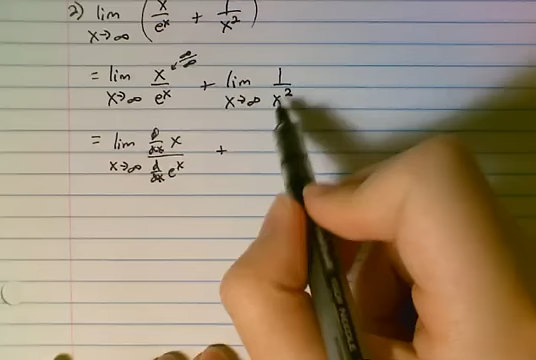 2) lim x→∞ (x/e^x + 1/x^2)
= lim x→∞ x/e^x ↙ ∞/∞ + lim x→∞ 1/x^2
= lim x→∞ (d/dx x)/(d/dx e^x) +